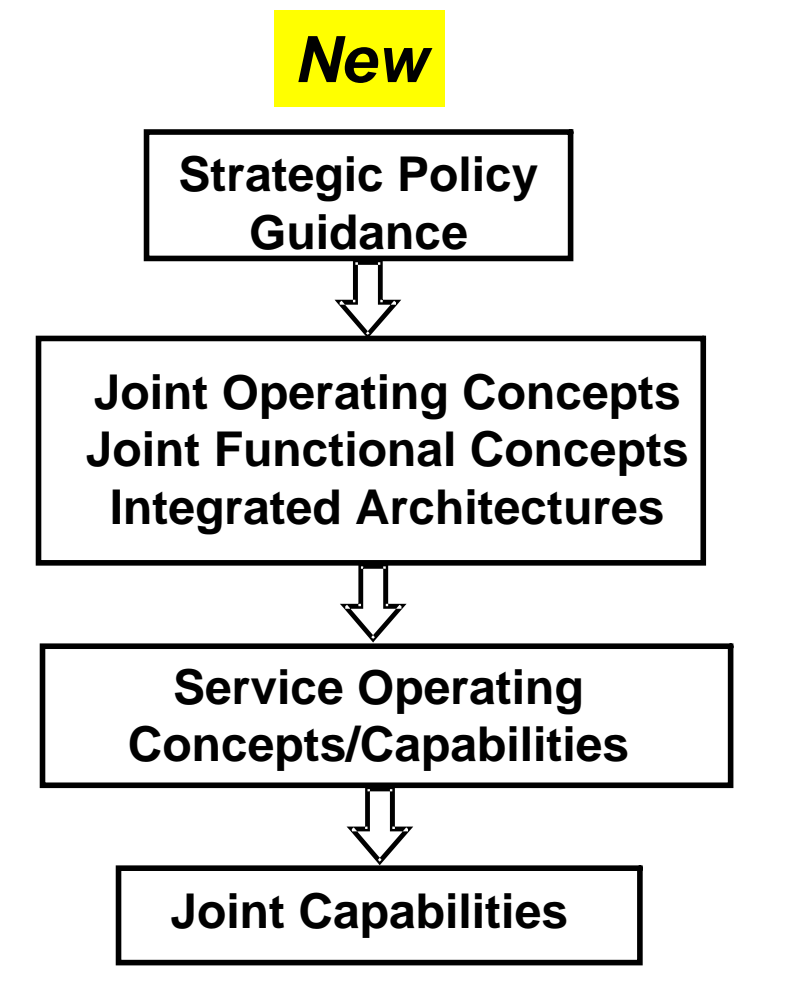 New
Strategic Policy
Guidance
Joint Operating Concepts
Joint Functional Concepts
Integrated Architectures
Service Operating
Concepts/Capabilities
Joint Capabilities